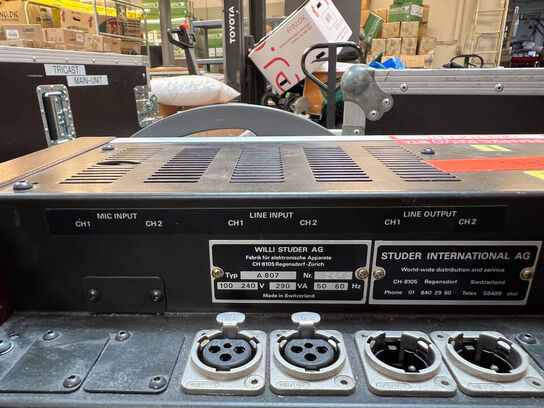 TRICAST
MAIN-UNIT
TOYOTA
MIC INPUT
LINE INPUT
LINE OUTPUT
CH1 CH2
CH1 CH2
CH1 CH2
WILLI STUDER AG
Fabrik für elektronische Apparate
CH-8105 Regensdorf-Zürich
Typ A 807 Nr.
100 240 V 290 VA 50 60 Hz
Made in Switzerland
STUDER INTERNATIONAL AG
World-wide distribution and service
CH-8105 Regensdorf Switzerland
Phone 01 840 29 60 Telex 58489 stui